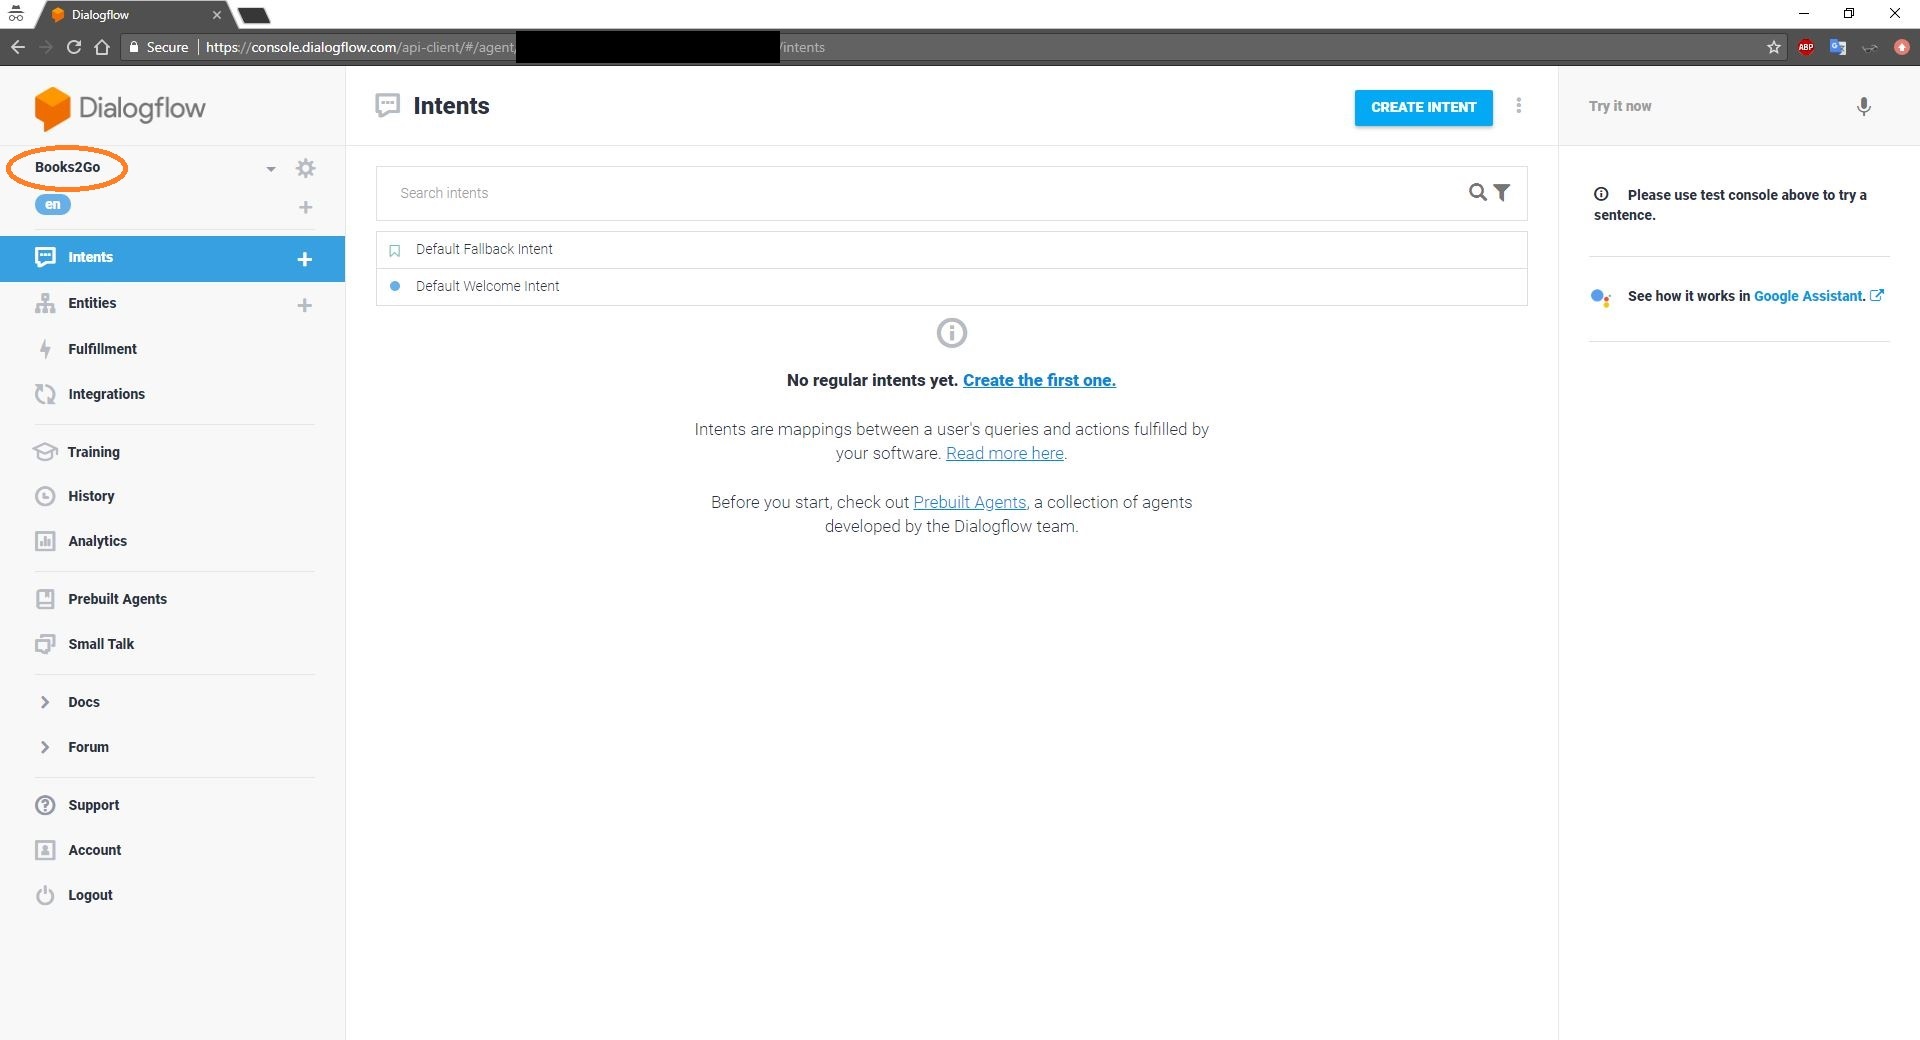 Dialogflow
Secure
https://console.dialogflow.com/api-client/#/agent/
/intents
ABP
Dialogflow
Books2Go
en
Intents
Entities
Fulfillment
Integrations
Training
History
Analytics
Prebuilt Agents
Small Talk
Docs
Forum
Support
Account
Logout
Intents
CREATE INTENT
Search intents
Default Fallback Intent
Default Welcome Intent
No regular intents yet. Create the first one.
Intents are mappings between a user's queries and actions fulfilled by
your software. Read more here.
Before you start, check out Prebuilt Agents, a collection of agents
developed by the Dialogflow team.
Try it now
Please use test console above to try a
sentence.
See how it works in Google Assistant.